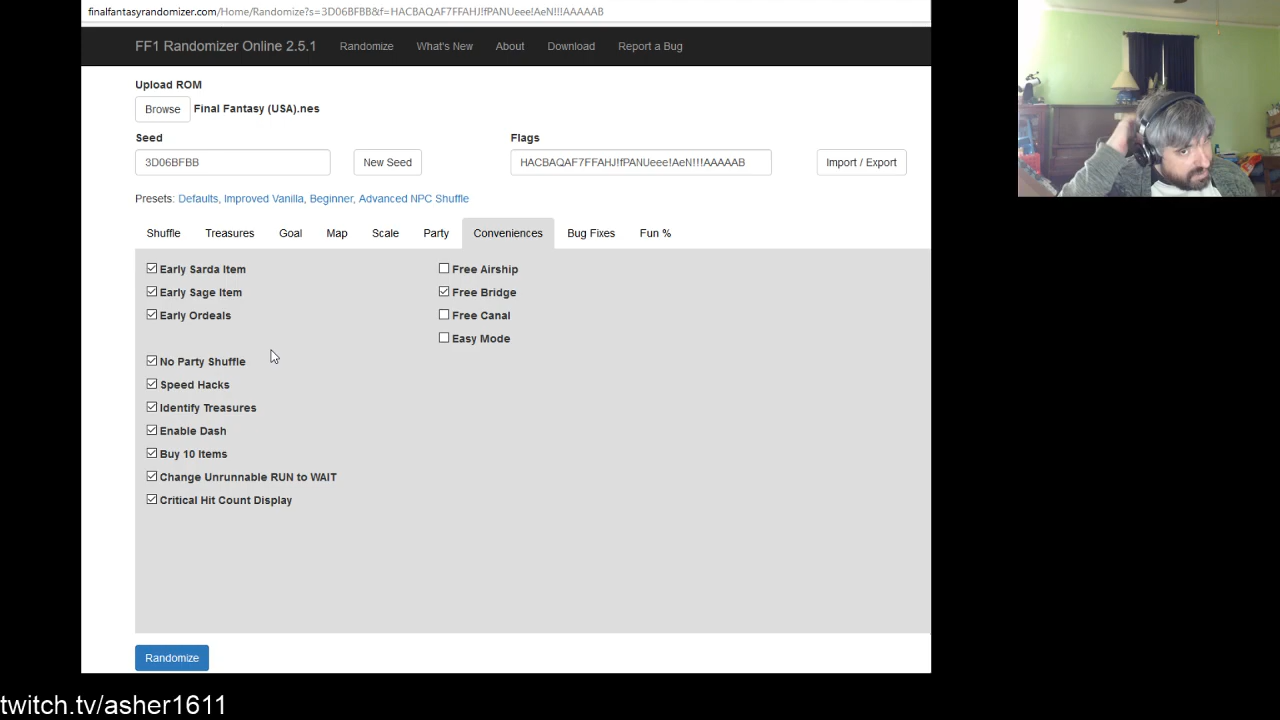 finalfantasyrandomizer.com/Home/Randomize?s=3D06BFBB&f=HACBAQAF7FFAHJ!fPANUeee!AeN!!!AAAAAB
FF1 Randomizer Online 2.5.1 Randomize What's New About Download Report a Bug
Upload ROM
Browse Final Fantasy (USA).nes
Seed Flags
3D06BFBB New Seed HACBAQAF7FFAHJ!fPANUeee!AeN!!!AAAAAB Import / Export
Presets: Defaults, Improved Vanilla, Beginner, Advanced NPC Shuffle
Shuffle Treasures Goal Map Scale Party Conveniences Bug Fixes Fun %
Early Sarda Item Free Airship
Early Sage Item Free Bridge
Early Ordeals Free Canal
Easy Mode
No Party Shuffle
Speed Hacks
Identify Treasures
Enable Dash
Buy 10 Items
Change Unrunnable RUN to WAIT
Critical Hit Count Display
Randomize
twitch.tv/asher1611